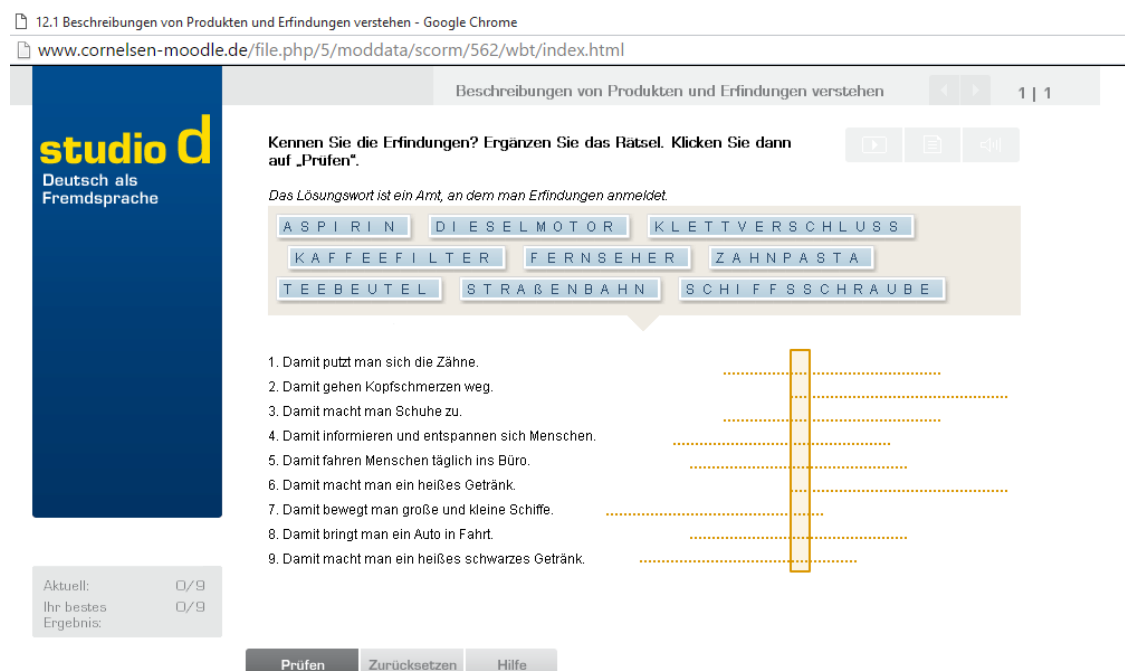 12.1 Beschreibungen von Produkten und Erfindungen verstehen - Google Chrome
www.cornelsen-moodle.de/file.php/5/moddata/scorm/562/wbt/index.html
Beschreibungen von Produkten und Erfindungen verstehen
1 | 1
studio d
Deutsch als
Fremdsprache
Kennen Sie die Erfindungen? Ergänzen Sie das Rätsel. Klicken Sie dann
auf „Prüfen“.
Das Lösungswort ist ein Amt, an dem man Erfindungen anmeldet.
ASPIRIN DIESELMOTOR KLETTVERSCHLUSS
KAFFEEFILTER FERNSEHER ZAHNPASTA
TEEBEUTEL STRAßENBAHN SCHIFFSSCHRAUBE
1. Damit putzt man sich die Zähne.
2. Damit gehen Kopfschmerzen weg.
3. Damit macht man Schuhe zu.
4. Damit informieren und entspannen sich Menschen.
5. Damit fahren Menschen täglich ins Büro.
6. Damit macht man ein heißes Getränk.
7. Damit bewegt man große und kleine Schiffe.
8. Damit bringt man ein Auto in Fahrt.
9. Damit macht man ein heißes schwarzes Getränk.
Aktuell: 0/9
Ihr bestes 0/9
Ergebnis:
Prüfen Zurücksetzen Hilfe